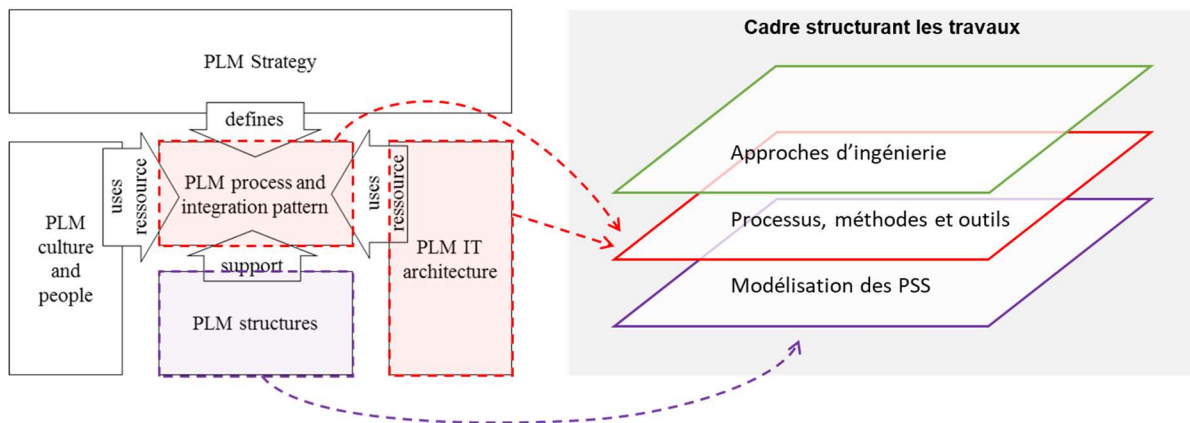 PLM Strategy
defines
uses
ressource
PLM process and
integration pattern
uses
ressource
PLM
culture
and
people
PLM IT
architecture
support
PLM structures
Cadre structurant les travaux
Approches d’ingénierie
Processus, méthodes et outils
Modélisation des PSS